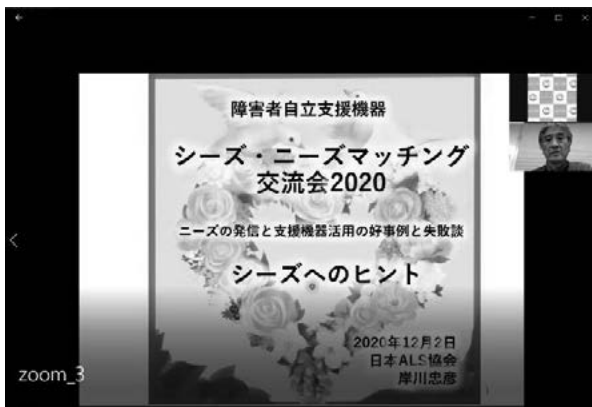 障害者自立支援機器
シーズ・ニーズマッチング
交流会2020
ニーズの発信と支援機器活用の好事例と失敗談
シーズへのヒント
2020年12月2日
日本ALS協会
岸川忠彦
zoom_3